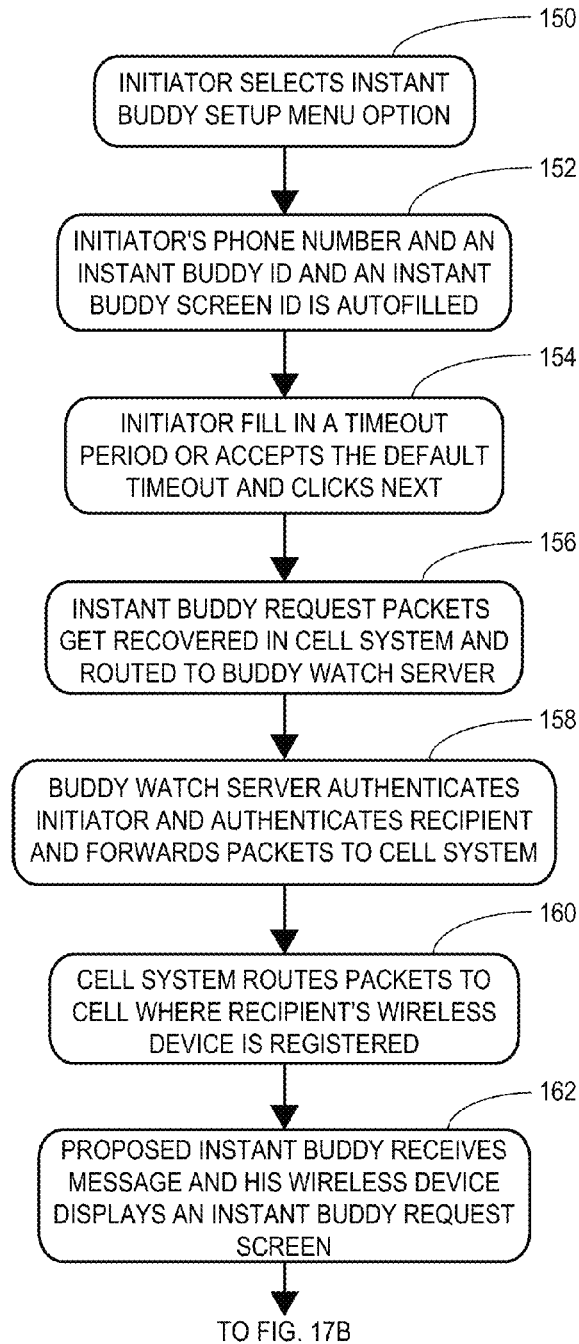 150
INITIATOR SELECTS INSTANT
BUDDY SETUP MENU OPTION
152
INITIATOR'S PHONE NUMBER AND AN
INSTANT BUDDY ID AND AN INSTANT
BUDDY SCREEN ID IS AUTOFILLED
154
INITIATOR FILL IN A TIMEOUT
PERIOD OR ACCEPTS THE DEFAULT
TIMEOUT AND CLICKS NEXT
156
INSTANT BUDDY REQUEST PACKETS
GET RECOVERED IN CELL SYSTEM AND
ROUTED TO BUDDY WATCH SERVER
158
BUDDY WATCH SERVER AUTHENTICATES
INITIATOR AND AUTHENTICATES RECIPIENT
AND FORWARDS PACKETS TO CELL SYSTEM
160
CELL SYSTEM ROUTES PACKETS TO
CELL WHERE RECIPIENT'S WIRELESS
DEVICE IS REGISTERED
162
PROPOSED INSTANT BUDDY RECEIVES
MESSAGE AND HIS WIRELESS DEVICE
DISPLAYS AN INSTANT BUDDY REQUEST
SCREEN
TO FIG. 17B